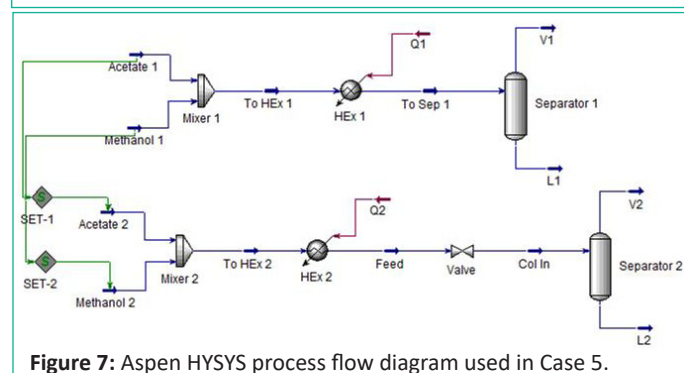 Q1
V1
Acetate 1
Mixer 1
To HEx 1
HEx 1
To Sep 1
Separator 1
Methanol 1
L1
S
SET-1
Acetate 2
Q2
V2
S
SET-2
Mixer 2
To HEx 2
HEx 2
Feed
Valve
Col In
Separator 2
Methanol 2
L2
Figure 7: Aspen HYSYS process flow diagram used in Case 5.